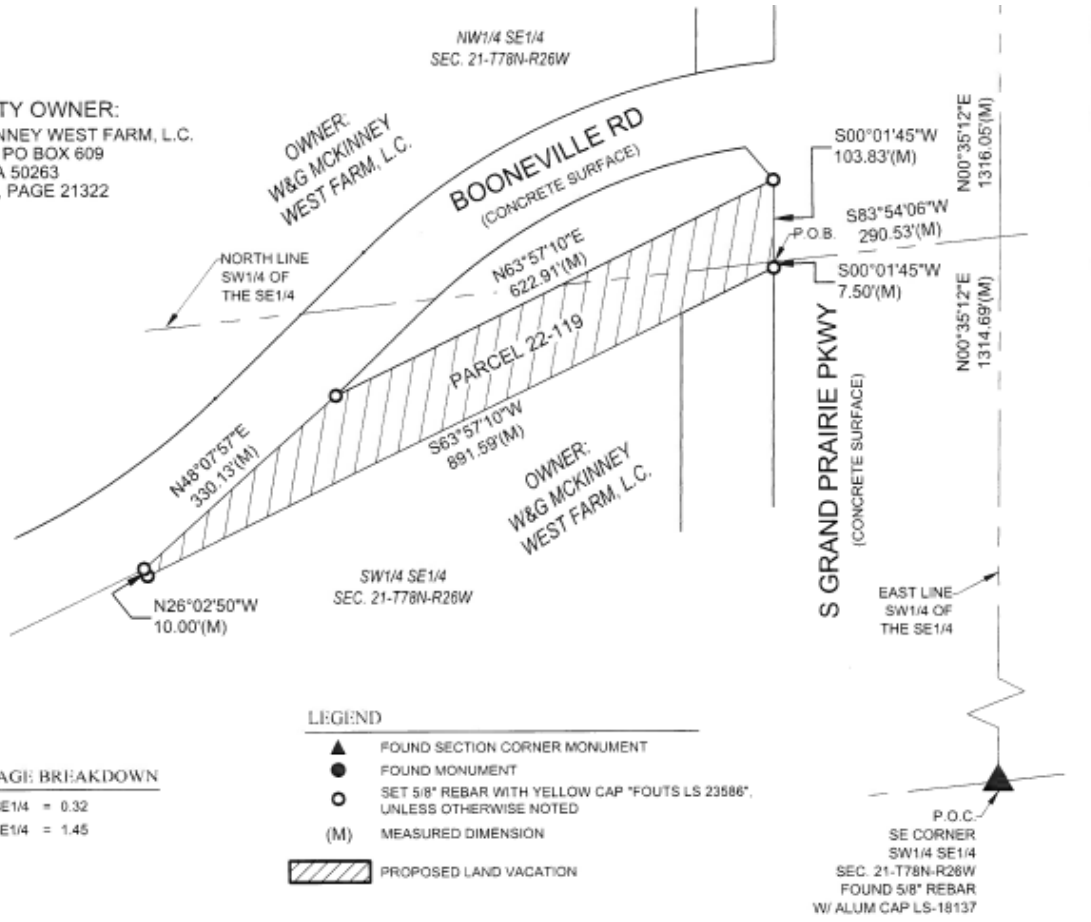 NW1/4 SE1/4
SEC. 21-T78N-R26W
TY OWNER:
NNEY WEST FARM, L.C.
PO BOX 609
A 50263
, PAGE 21322
OWNER:
W&G MCKINNEY
WEST FARM, L.C.
BOONEVILLE RD
(CONCRETE SURFACE)
S00°01'45"W
103.83'(M)
N00°35'12"E
1316.05'(M)
S83°54'06"W
290.53'(M)
P.O.B.
S00°01'45"W
7.50'(M)
N00°35'12"E
1314.69'(M)
NORTH LINE
SW1/4 OF
THE SE1/4
N63°57'10"E
622.91'(M)
PARCEL 22-119
S63°57'10"W
891.59'(M)
N48°07'57"E
330.13'(M)
OWNER:
W&G MCKINNEY
WEST FARM, L.C.
S GRAND PRAIRIE PKWY
(CONCRETE SURFACE)
SW1/4 SE1/4
SEC. 21-T78N-R26W
N26°02'50"W
10.00'(M)
EAST LINE
SW1/4 OF
THE SE1/4
AGE BREAKDOWN
E1/4 = 0.32
E1/4 = 1.45
LEGEND
FOUND SECTION CORNER MONUMENT
FOUND MONUMENT
SET 5/8" REBAR WITH YELLOW CAP "FOUTS LS 23586",
UNLESS OTHERWISE NOTED
(M) MEASURED DIMENSION
PROPOSED LAND VACATION
P.O.C.
SE CORNER
SW1/4 SE1/4
SEC. 21-T78N-R26W
FOUND 5/8" REBAR
W/ ALUM CAP LS-18137